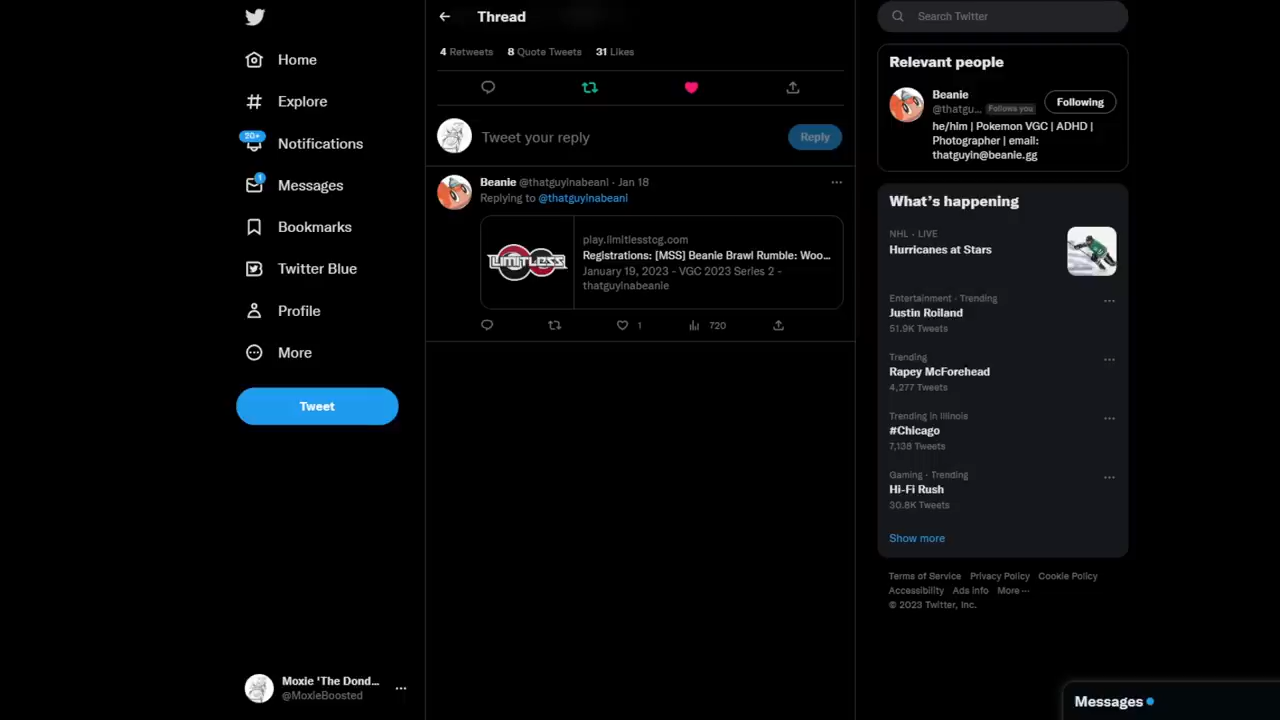 Home
Explore
20+
Notifications
1
Messages
Bookmarks
Twitter Blue
Profile
More
Tweet
Moxie 'The Dond...
@MoxieBoosted
Thread
4 Retweets 8 Quote Tweets 31 Likes
Tweet your reply
Reply
Beanie @thatguyinabeani · Jan 18
Replying to @thatguyinabeani
LIMITLESS
play.limitlesstcg.com
Registrations: [MSS] Beanie Brawl Rumble: Woo...
January 19, 2023 - VGC 2023 Series 2 -
thatguyinabeanie
1
720
Search Twitter
Relevant people
Beanie
@thatgu... Follows you
Following
he/him | Pokemon VGC | ADHD |
Photographer | email:
thatguyin@beanie.gg
What's happening
NHL · LIVE
Hurricanes at Stars
Entertainment · Trending
Justin Roiland
51.9K Tweets
Trending
Rapey McForehead
4,277 Tweets
Trending in Illinois
#Chicago
7,138 Tweets
Gaming · Trending
Hi-Fi Rush
30.8K Tweets
Show more
Terms of Service Privacy Policy Cookie Policy
Accessibility Ads info More ...
© 2023 Twitter, Inc.
Messages